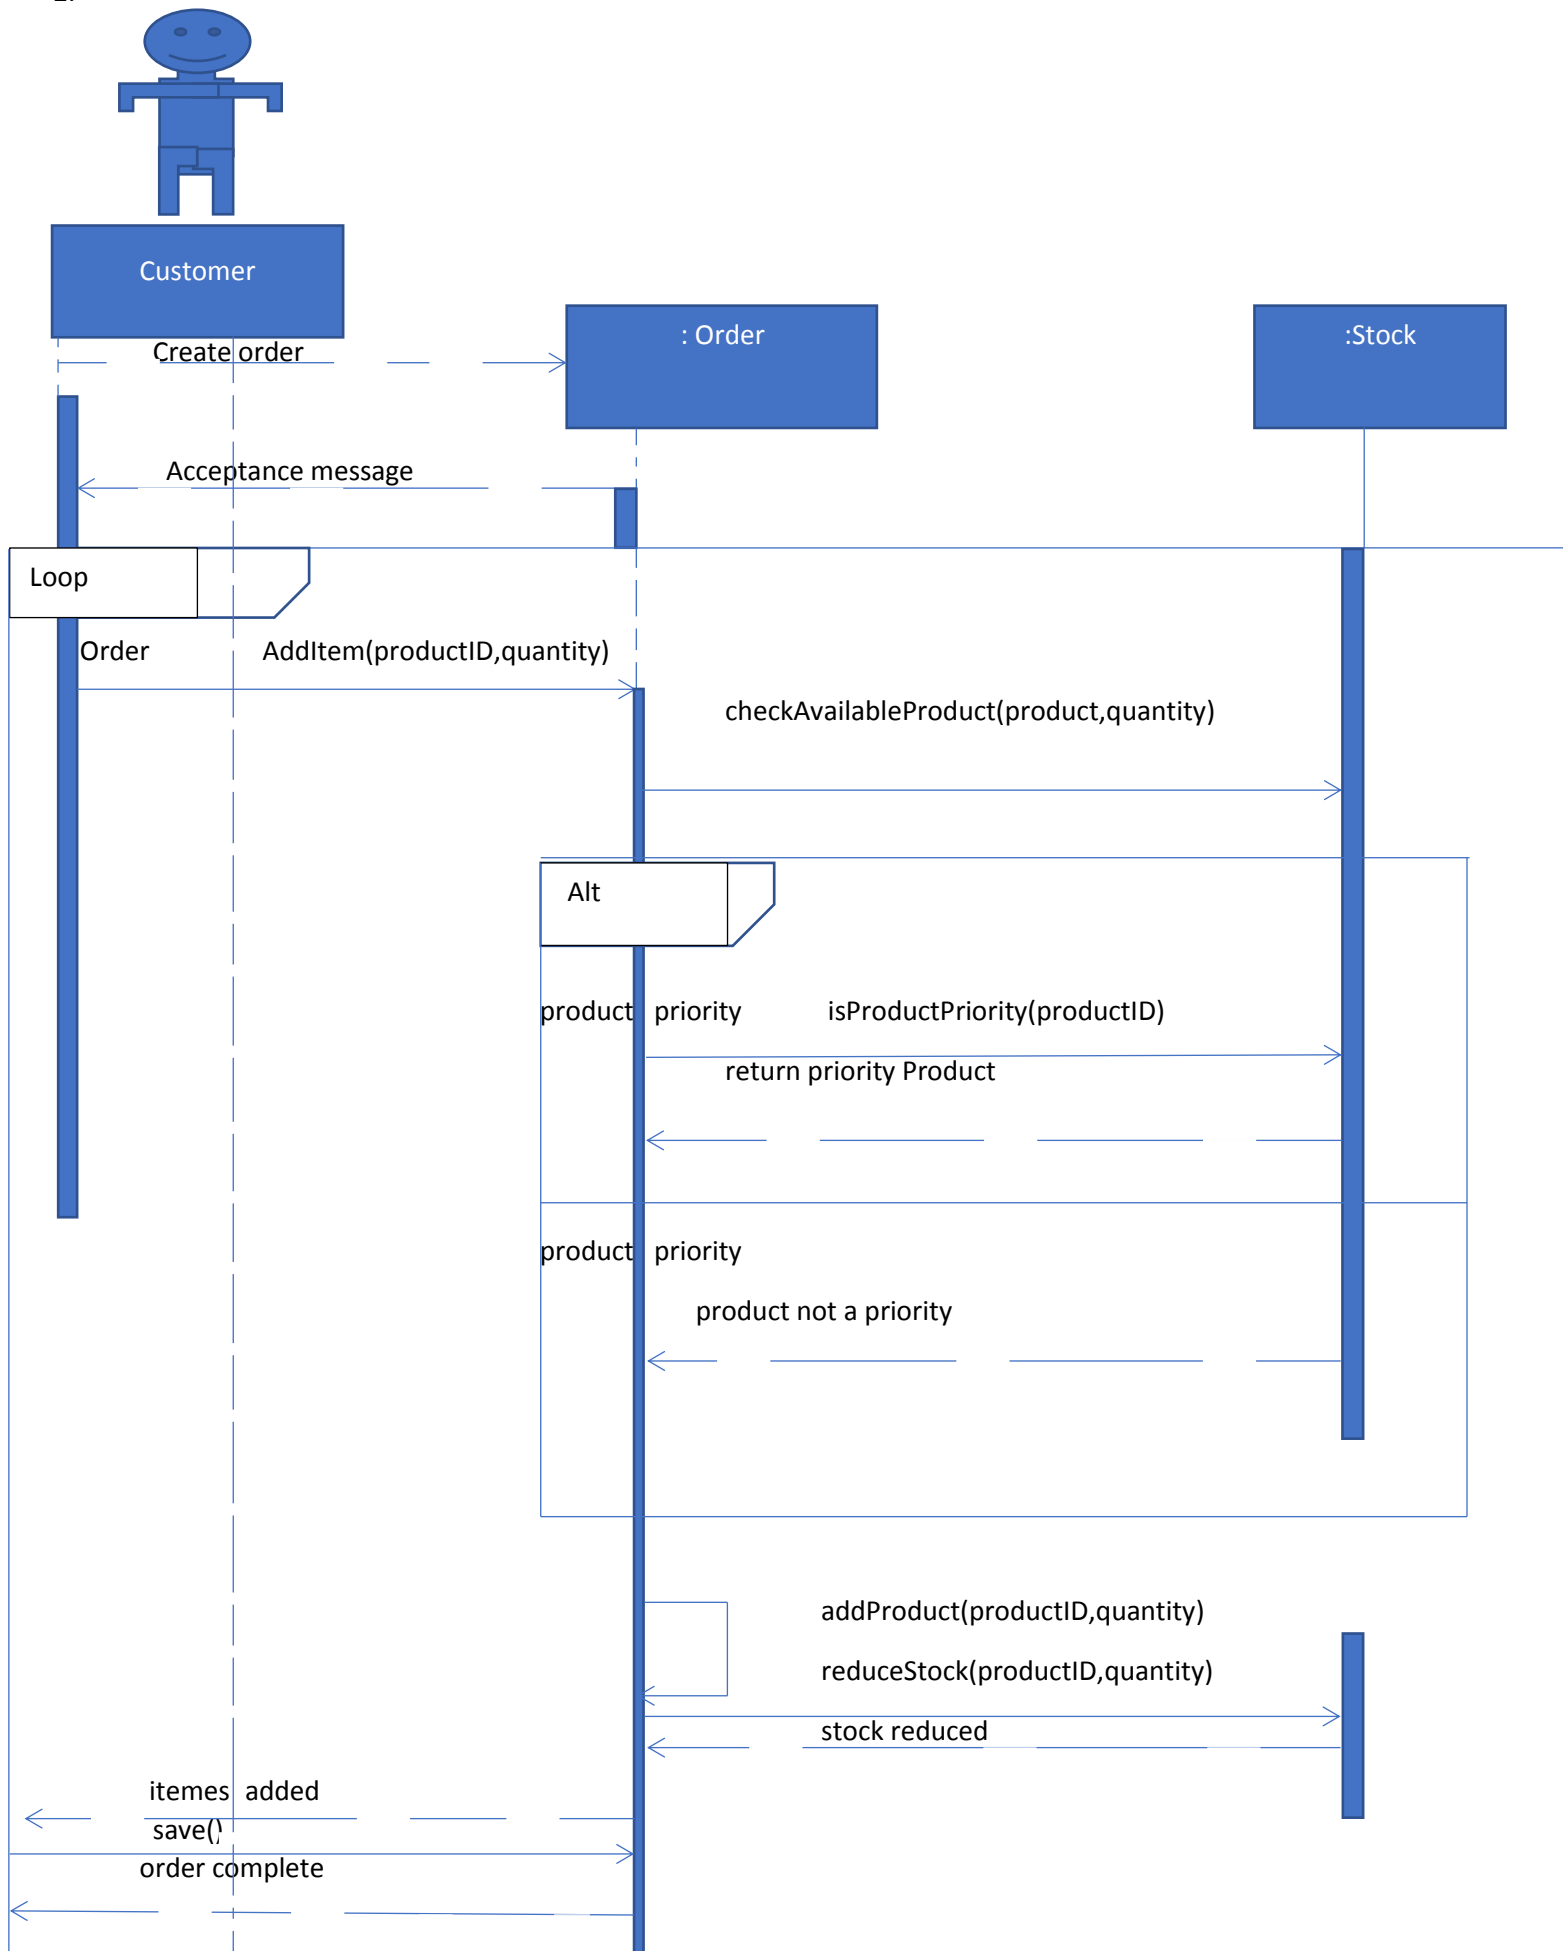 Customer
: Order
:Stock
Create order
Acceptance message
Loop
Order AddItem(productID,quantity)
checkAvailableProduct(product,quantity)
Alt
product priority isProductPriority(productID)
return priority Product
product priority
product not a priority
addProduct(productID,quantity)
reduceStock(productID,quantity)
stock reduced
itemes added
save()
order complete